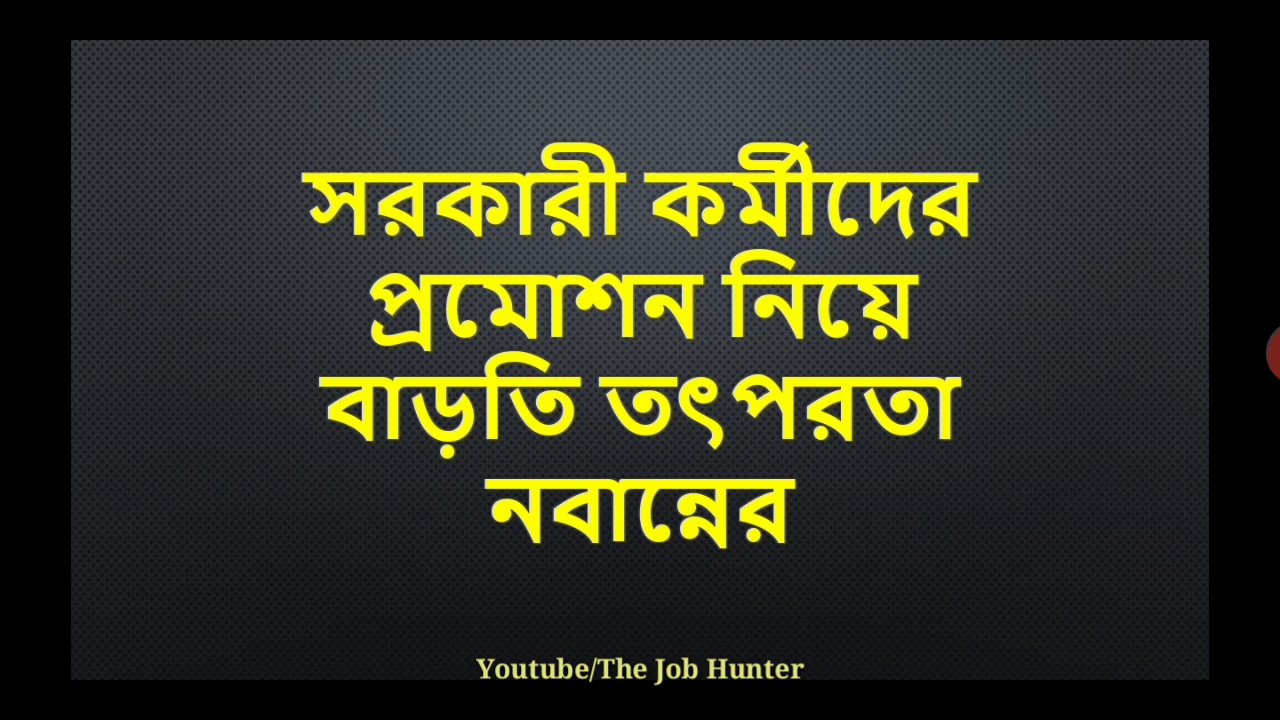 সরকারী কর্মীদের
প্রমোশন নিয়ে
বাড়তি তৎপরতা
নবান্নের
Youtube/The Job Hunter